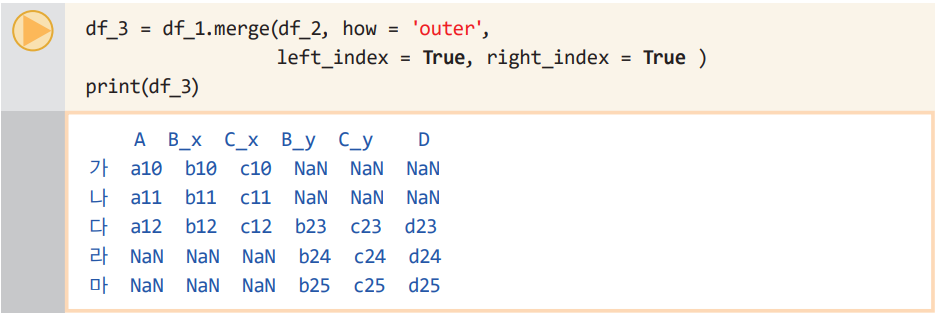 df_3 = df_1.merge(df_2, how = 'outer',
left_index = True, right_index = True )
print(df_3)
A B_x C_x B_y C_y D
가 a10 b10 c10 NaN NaN NaN
나 a11 b11 c11 NaN NaN NaN
다 a12 b12 c12 b23 c23 d23
라 NaN NaN NaN b24 c24 d24
마 NaN NaN NaN b25 c25 d25